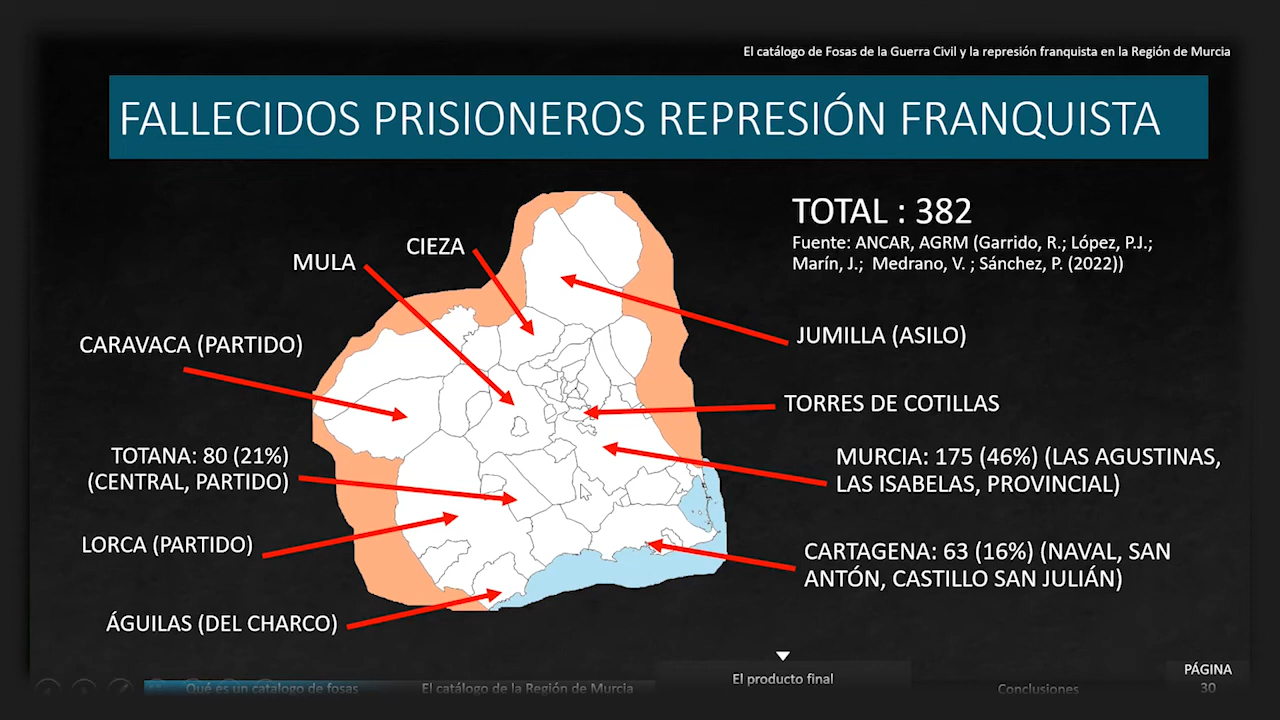 El catálogo de Fosas de la Guerra Civil y la represión franquista en la Región de Murcia
FALLECIDOS PRISIONEROS REPRESIÓN FRANQUISTA
TOTAL : 382
Fuente: ANCAR, AGRM (Garrido, R.; López, P.J.;
Marín, J.; Medrano, V. ; Sánchez, P. (2022))
CIEZA
MULA
CARAVACA (PARTIDO)
TOTANA: 80 (21%)
(CENTRAL, PARTIDO)
LORCA (PARTIDO)
ÁGUILAS (DEL CHARCO)
JUMILLA (ASILO)
TORRES DE COTILLAS
MURCIA: 175 (46%) (LAS AGUSTINAS,
LAS ISABELAS, PROVINCIAL)
CARTAGENA: 63 (16%) (NAVAL, SAN
ANTÓN, CASTILLO SAN JULIÁN)
Qué es un catalogo de fosas
El catálogo de la Región de Murcia
El producto final
Conclusiones
PÁGINA
30